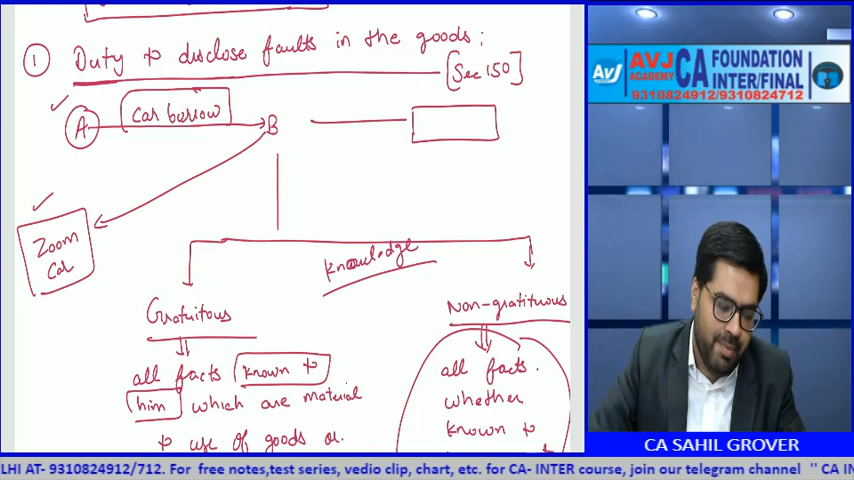 ① Duty to disclose faults in the goods:
[See 150]
A
Car borrow
B
Zoom
Car
knowledge
Gratuitous
Non-gratituous
all facts known to
him which are material
to use of goods or
all facts.
whether
known to
AVJ
ACADEMY
CA FOUNDATION
INTER/FINAL
9310824912/9310824712
CA SAHIL GROVER
LHI AT- 9310824912/712. For free notes,test series, vedio clip, chart, etc. for CA- INTER course, join our telegram channel " CA IN